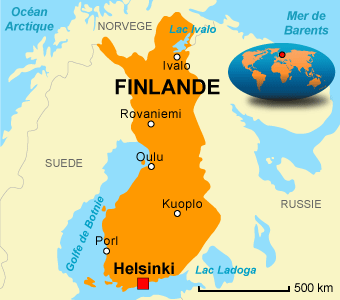 Océan
Arctique
NORVEGE
Mer de
Barents
Lac Ivalo
Ivalo
FINLANDE
Rovaniemi
SUEDE
Oulu
Golfe de Botnie
Kuoplo
RUSSIE
Porl
Helsinki
Lac Ladoga
500 km